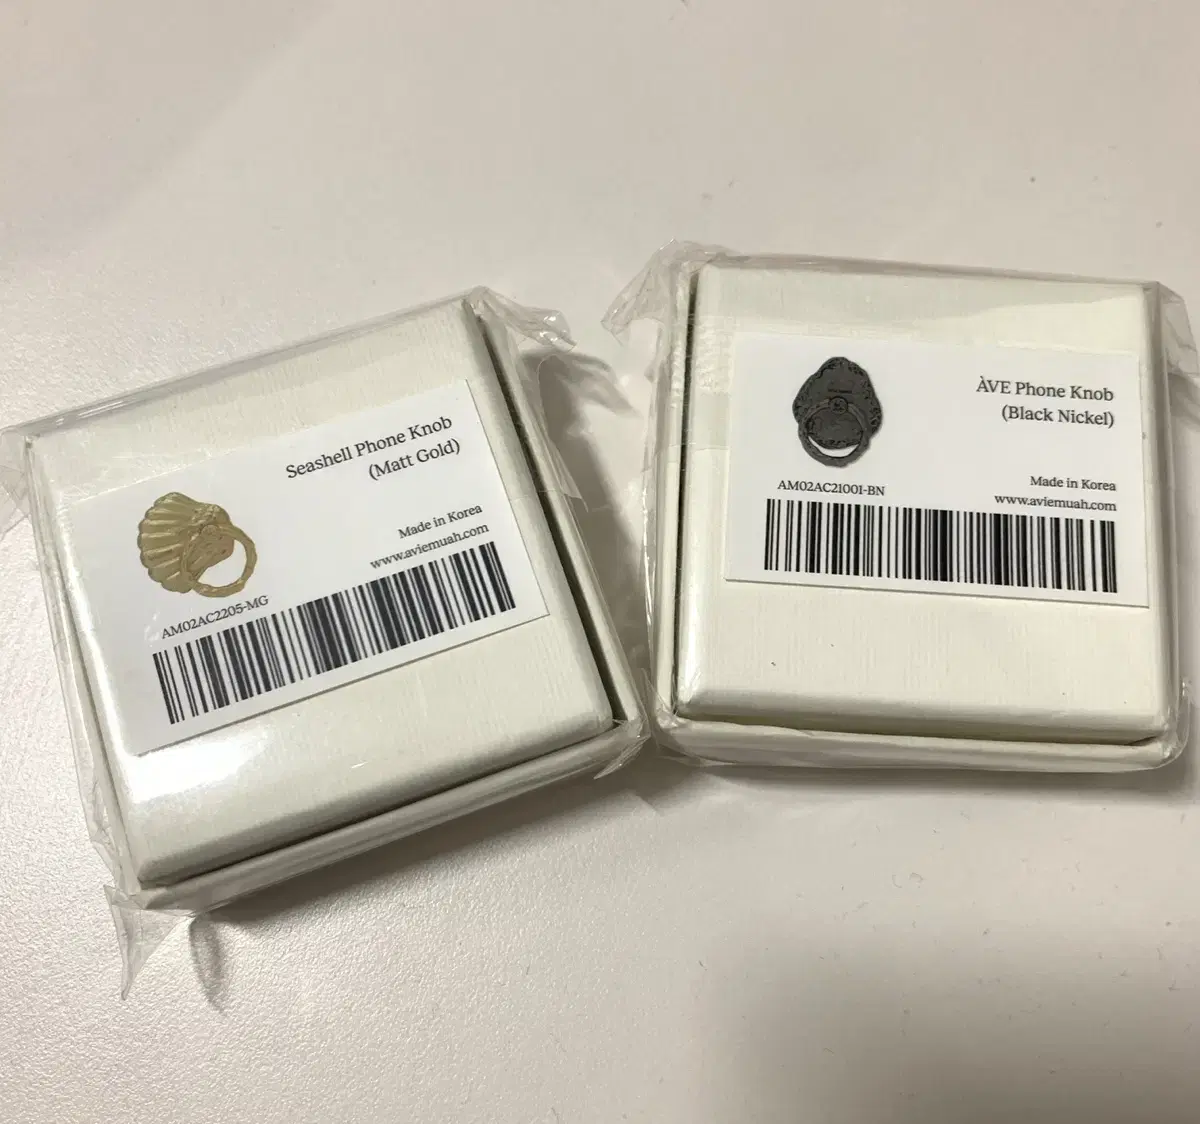 Seashell Phone Knob
(Matt Gold)
Made in Korea
www.aviemuah.com
AM02AC2205-MG
ÀVE Phone Knob
(Black Nickel)
Made in Korea
www.aviemuah.com
AM02AC21001-BN